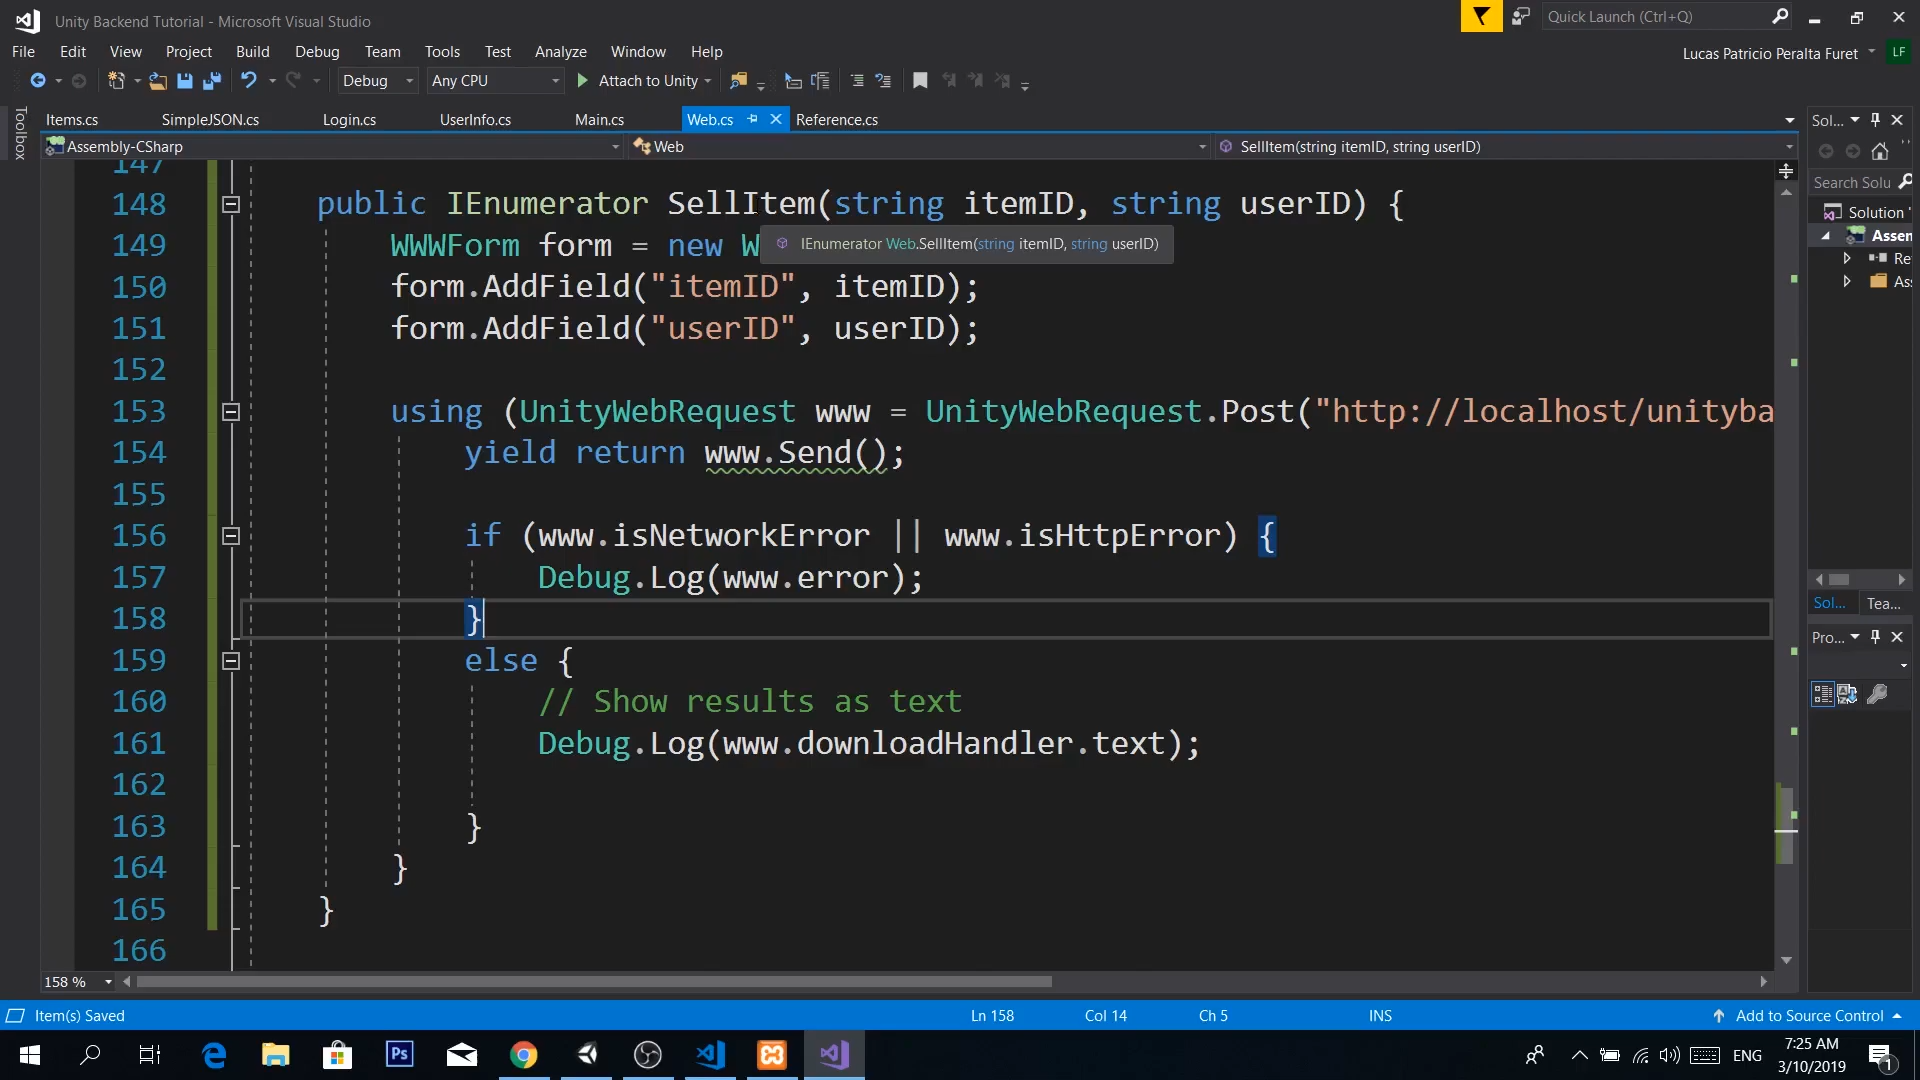 Unity Backend Tutorial - Microsoft Visual Studio
Quick Launch (Ctrl+Q)
File Edit View Project Build Debug Team Tools Test Analyze Window Help
Lucas Patricio Peralta Furet LF
Debug Any CPU Attach to Unity
Toolbox
Items.cs SimpleJSON.cs Login.cs UserInfo.cs Main.cs Web.cs Reference.cs
Assembly-CSharp Web SellItem(string itemID, string userID)
147
148 public IEnumerator SellItem(string itemID, string userID) {
149 WWWForm form = new W
IEnumerator Web.SellItem(string itemID, string userID)
150 form.AddField("itemID", itemID);
151 form.AddField("userID", userID);
152
153 using (UnityWebRequest www = UnityWebRequest.Post("http://localhost/unityba
154 yield return www.Send();
155
156 if (www.isNetworkError || www.isHttpError) {
157 Debug.Log(www.error);
158 }
159 else {
160 // Show results as text
161 Debug.Log(www.downloadHandler.text);
162
163 }
164 }
165 }
166
158 %
Sol...
Search Solu
Solution '
Assem
Re
Ass
Sol... Tea...
Pro...
Item(s) Saved Ln 158 Col 14 Ch 5 INS Add to Source Control
Ps
ENG
7:25 AM
3/10/2019
1